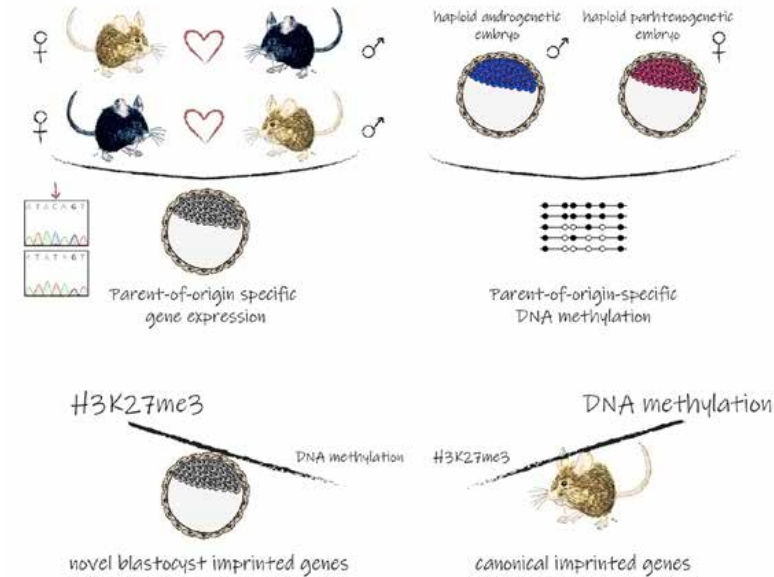 haploid androgenetic
embryo
haploid parhtenogenetic
embryo
♀
♂
♂
♀
♀
♂
A T A C A G T
A T A T A G T
Parent-of-origin specific
gene expression
Parent-of-origin-specific
DNA methylation
H3K27me3
DNA methylation
DNA methylation
H3K27me3
novel blastocyst imprinted genes
canonical imprinted genes